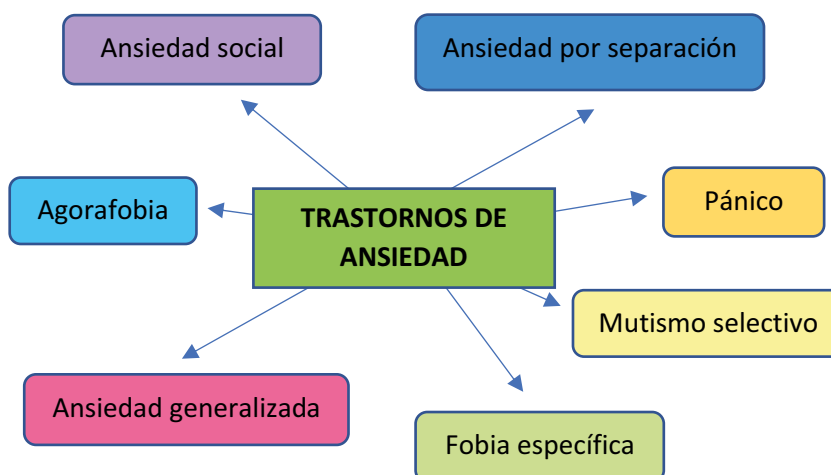 Ansiedad social
Ansiedad por separación
Agorafobia
TRASTORNOS DE
ANSIEDAD
Pánico
Mutismo selectivo
Ansiedad generalizada
Fobia específica